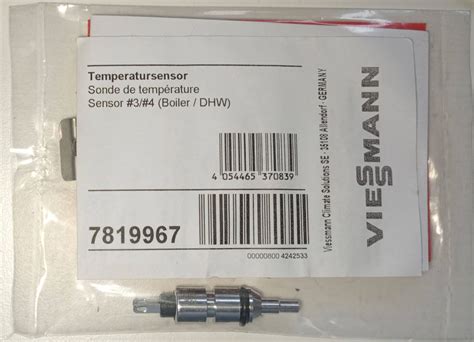 Temperatursensor
Sonde de température
Sensor #3/#4 (Boiler / DHW)
4 054465 370839
7819967
00000800 4242533
Viessmann Climate Solutions SE - 35108 Allendorf - GERMANY
VIESSMANN